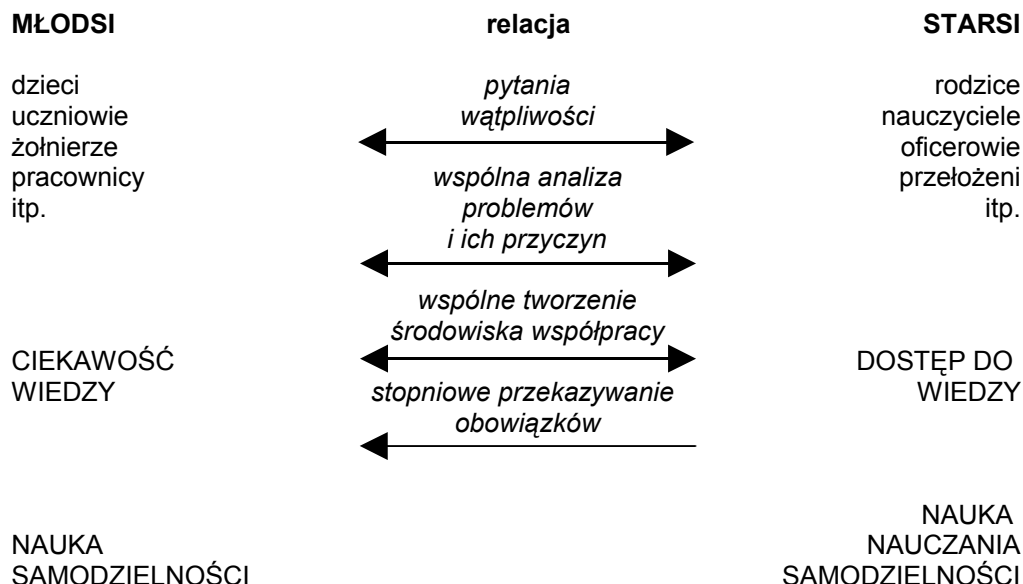 MŁODSI relacja STARSI
dzieci pytania rodzice
uczniowie wątpliwości nauczyciele
żołnierze oficerowie
pracownicy wspólna analiza przełożeni
itp. problemów itp.
i ich przyczyn
wspólne tworzenie
środowiska współpracy
CIEKAWOŚĆ DOSTĘP DO
WIEDZY stopniowe przekazywanie WIEDZY
obowiązków
NAUKA
NAUKA NAUCZANIA
SAMODZIELNOŚCI SAMODZIELNOŚCI